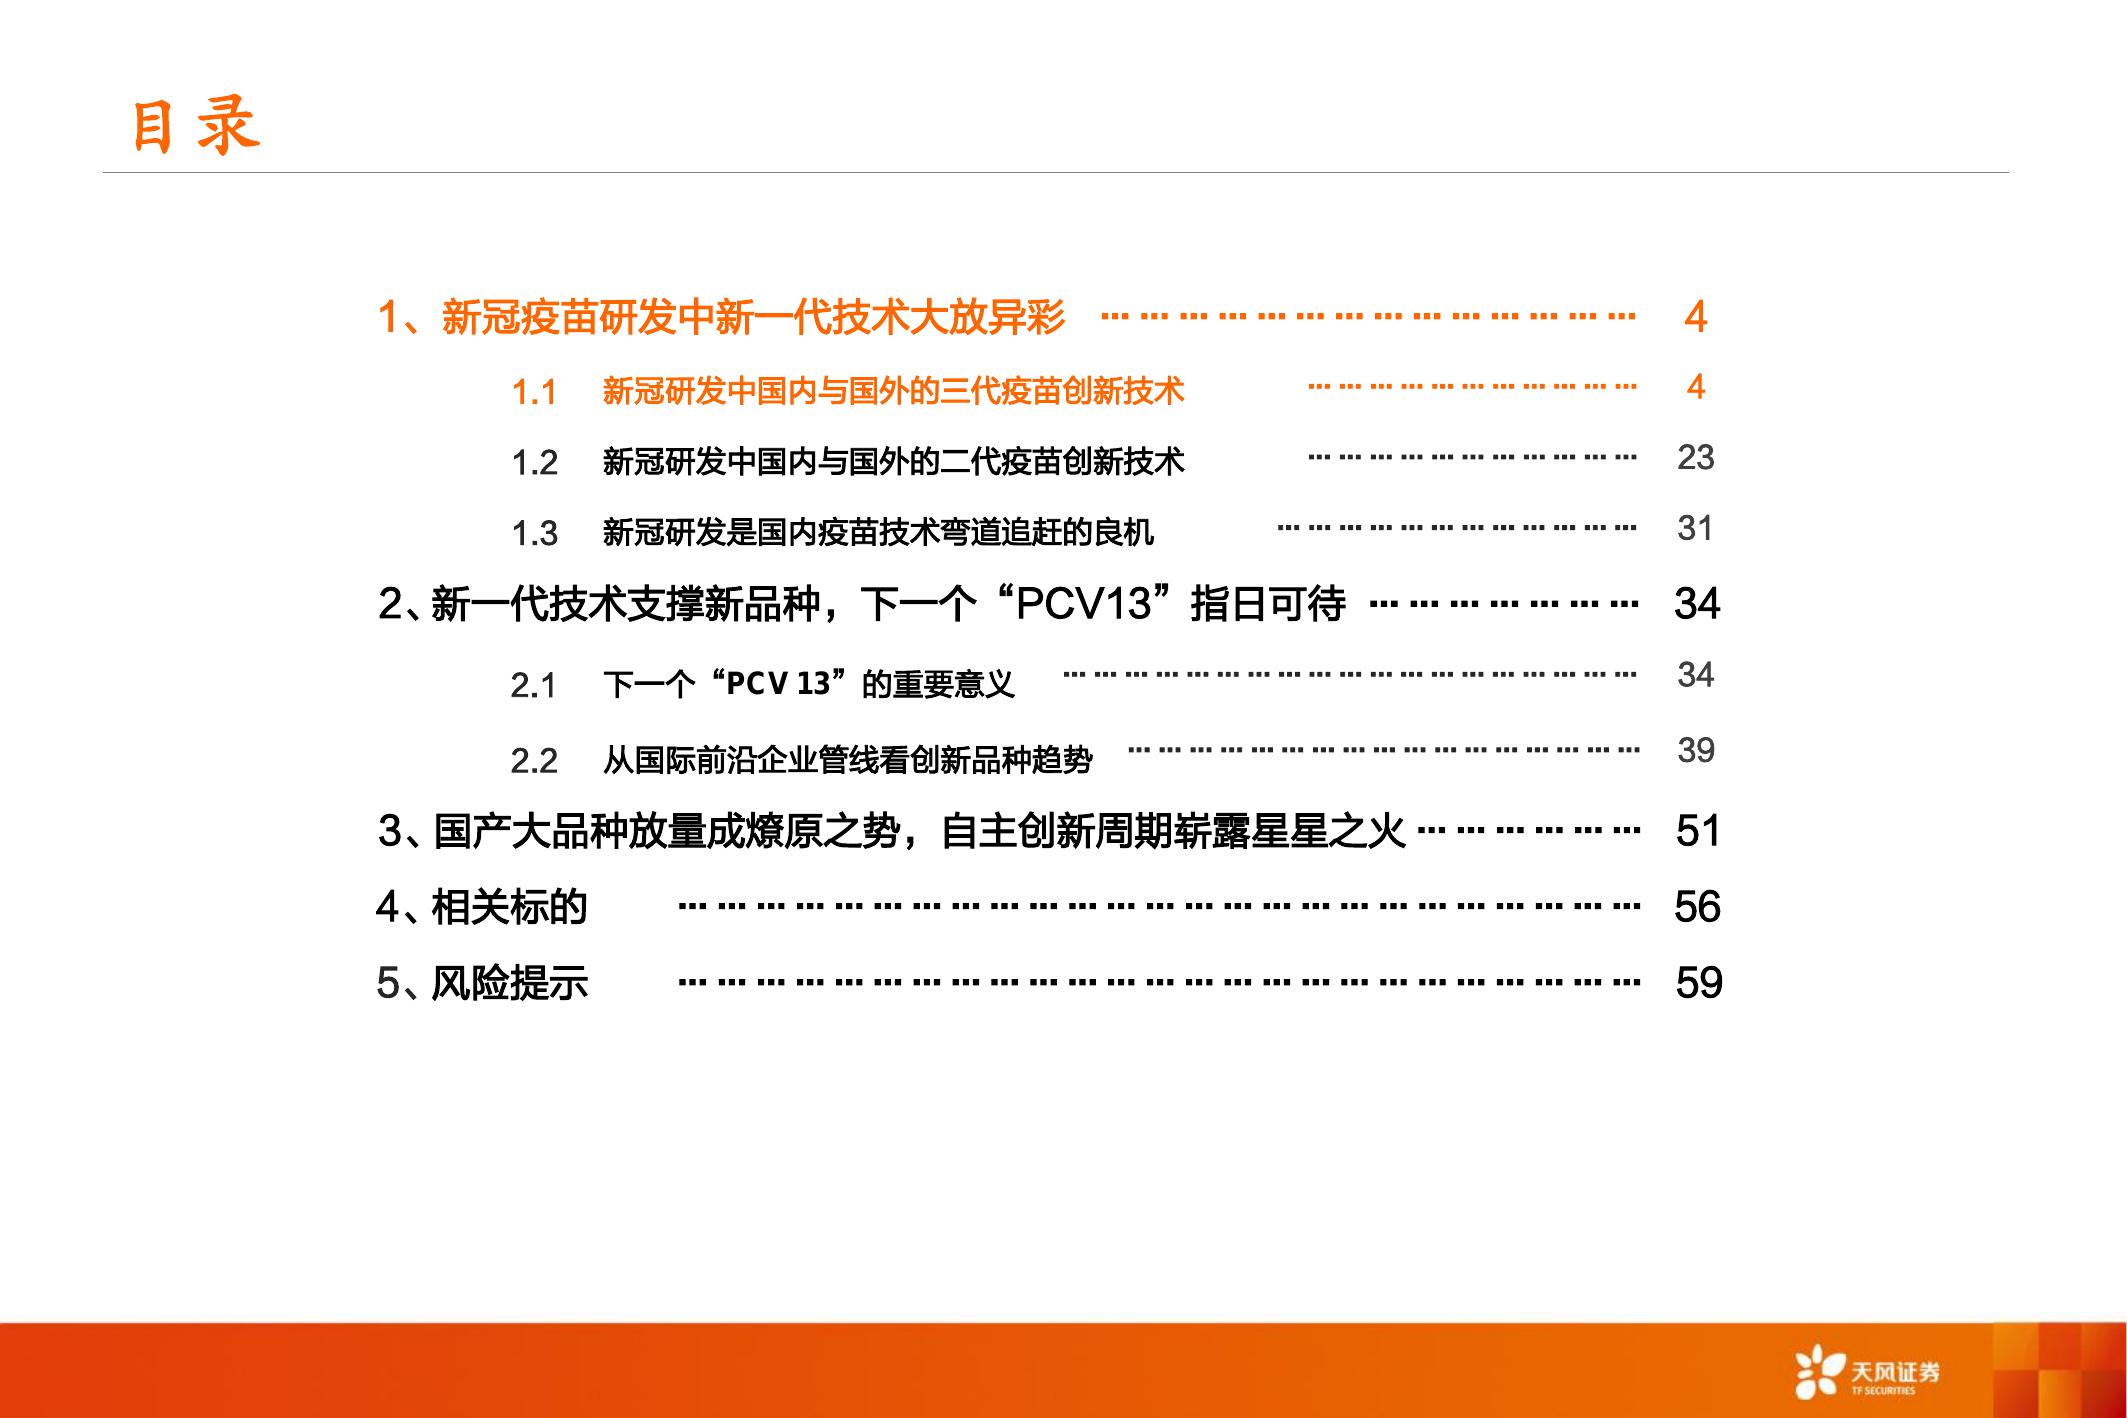 目录
1、新冠疫苗研发中新一代技术大放异彩 …………………………………… 4
1.1 新冠研发中国内与国外的三代疫苗创新技术 ……………………………… 4
1.2 新冠研发中国内与国外的二代疫苗创新技术 ……………………………… 23
1.3 新冠研发是国内疫苗技术弯道追赶的良机 ………………………………… 31
2、新一代技术支撑新品种，下一个“PCV13”指日可待 ………………… 34
2.1 下一个“PCV 13”的重要意义 ………………………………………………… 34
2.2 从国际前沿企业管线看创新品种趋势 ……………………………………………… 39
3、国产大品种放量成燎原之势，自主创新周期崭露星星之火 ……………… 51
4、相关标的 ………………………………………………………………… 56
5、风险提示 ………………………………………………………………… 59
天风证券
TF SECURITIES